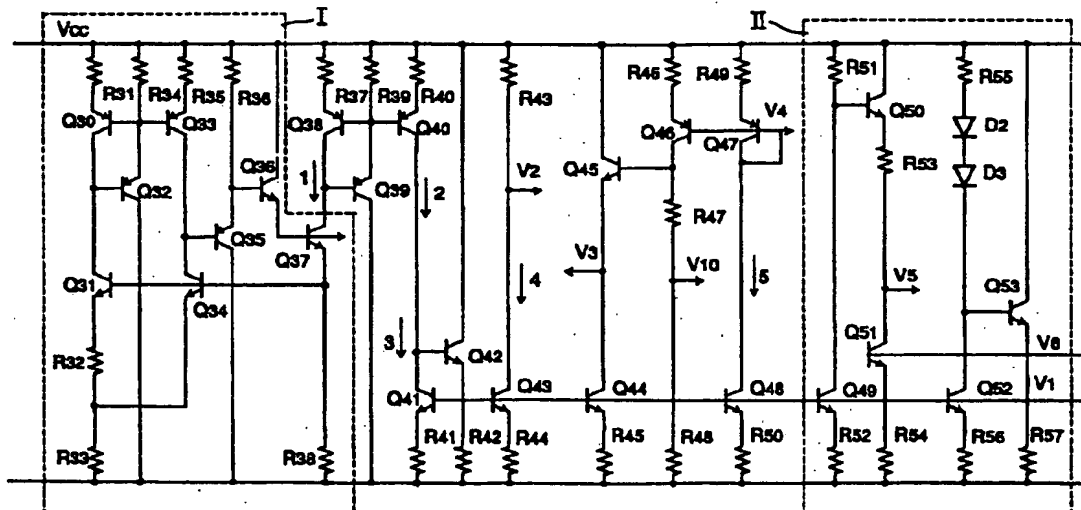 I
II
Vcc
R31
R34
R35
R36
R37
R39
R40
R43
R46
R49
R51
R55
Q30
Q33
Q38
Q40
Q46
Q47
V4
Q50
D2
Q36
Q45
R53
D3
Q32
1
Q39
2
V2
R47
Q35
Q37
V3
V10
V5
Q53
Q31
Q34
4
5
3
Q51
V6
R32
Q42
Q41
Q43
Q44
Q48
Q49
Q52
V1
R33
R38
R41
R42
R44
R45
R48
R50
R52
R54
R56
R57